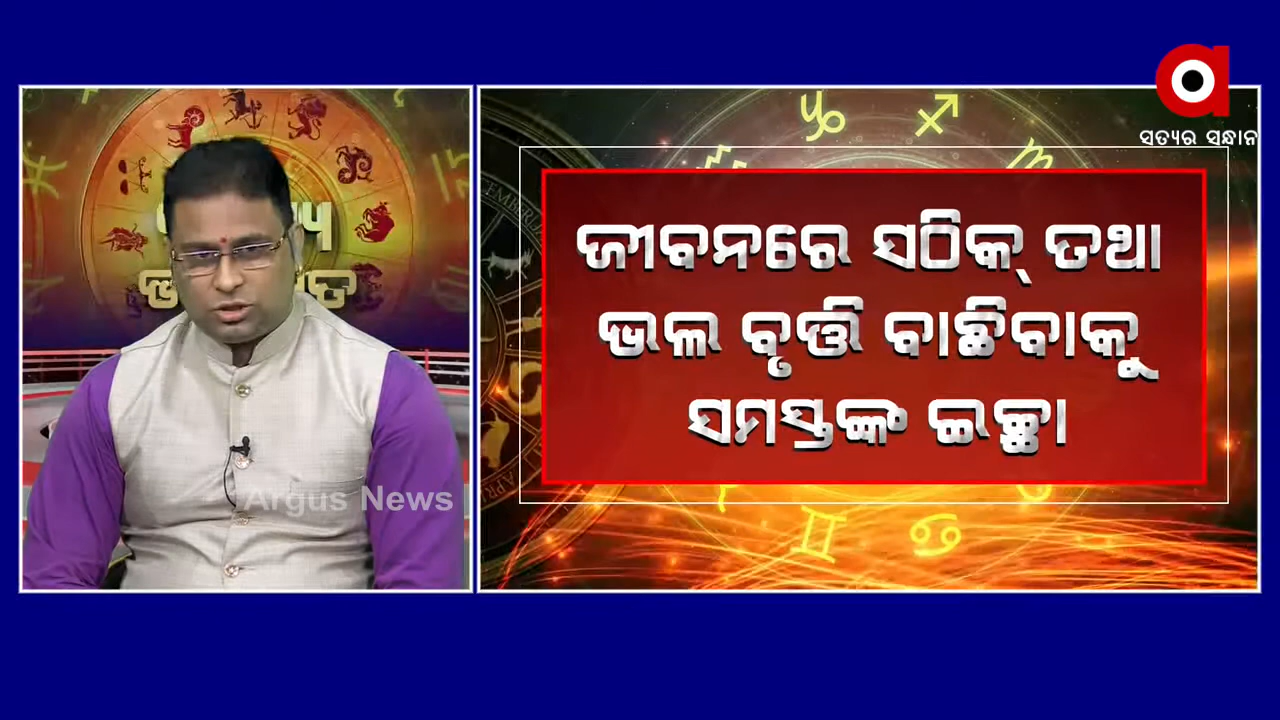 ସତ୍ୟର ସନ୍ଧାନ
ଜୀବନରେ ସଠିକ୍ ତଥା
ଭଲ ବୃତ୍ତି ବାଛିବାକୁ
ସମସ୍ତଙ୍କ ଇଚ୍ଛା
Argus News